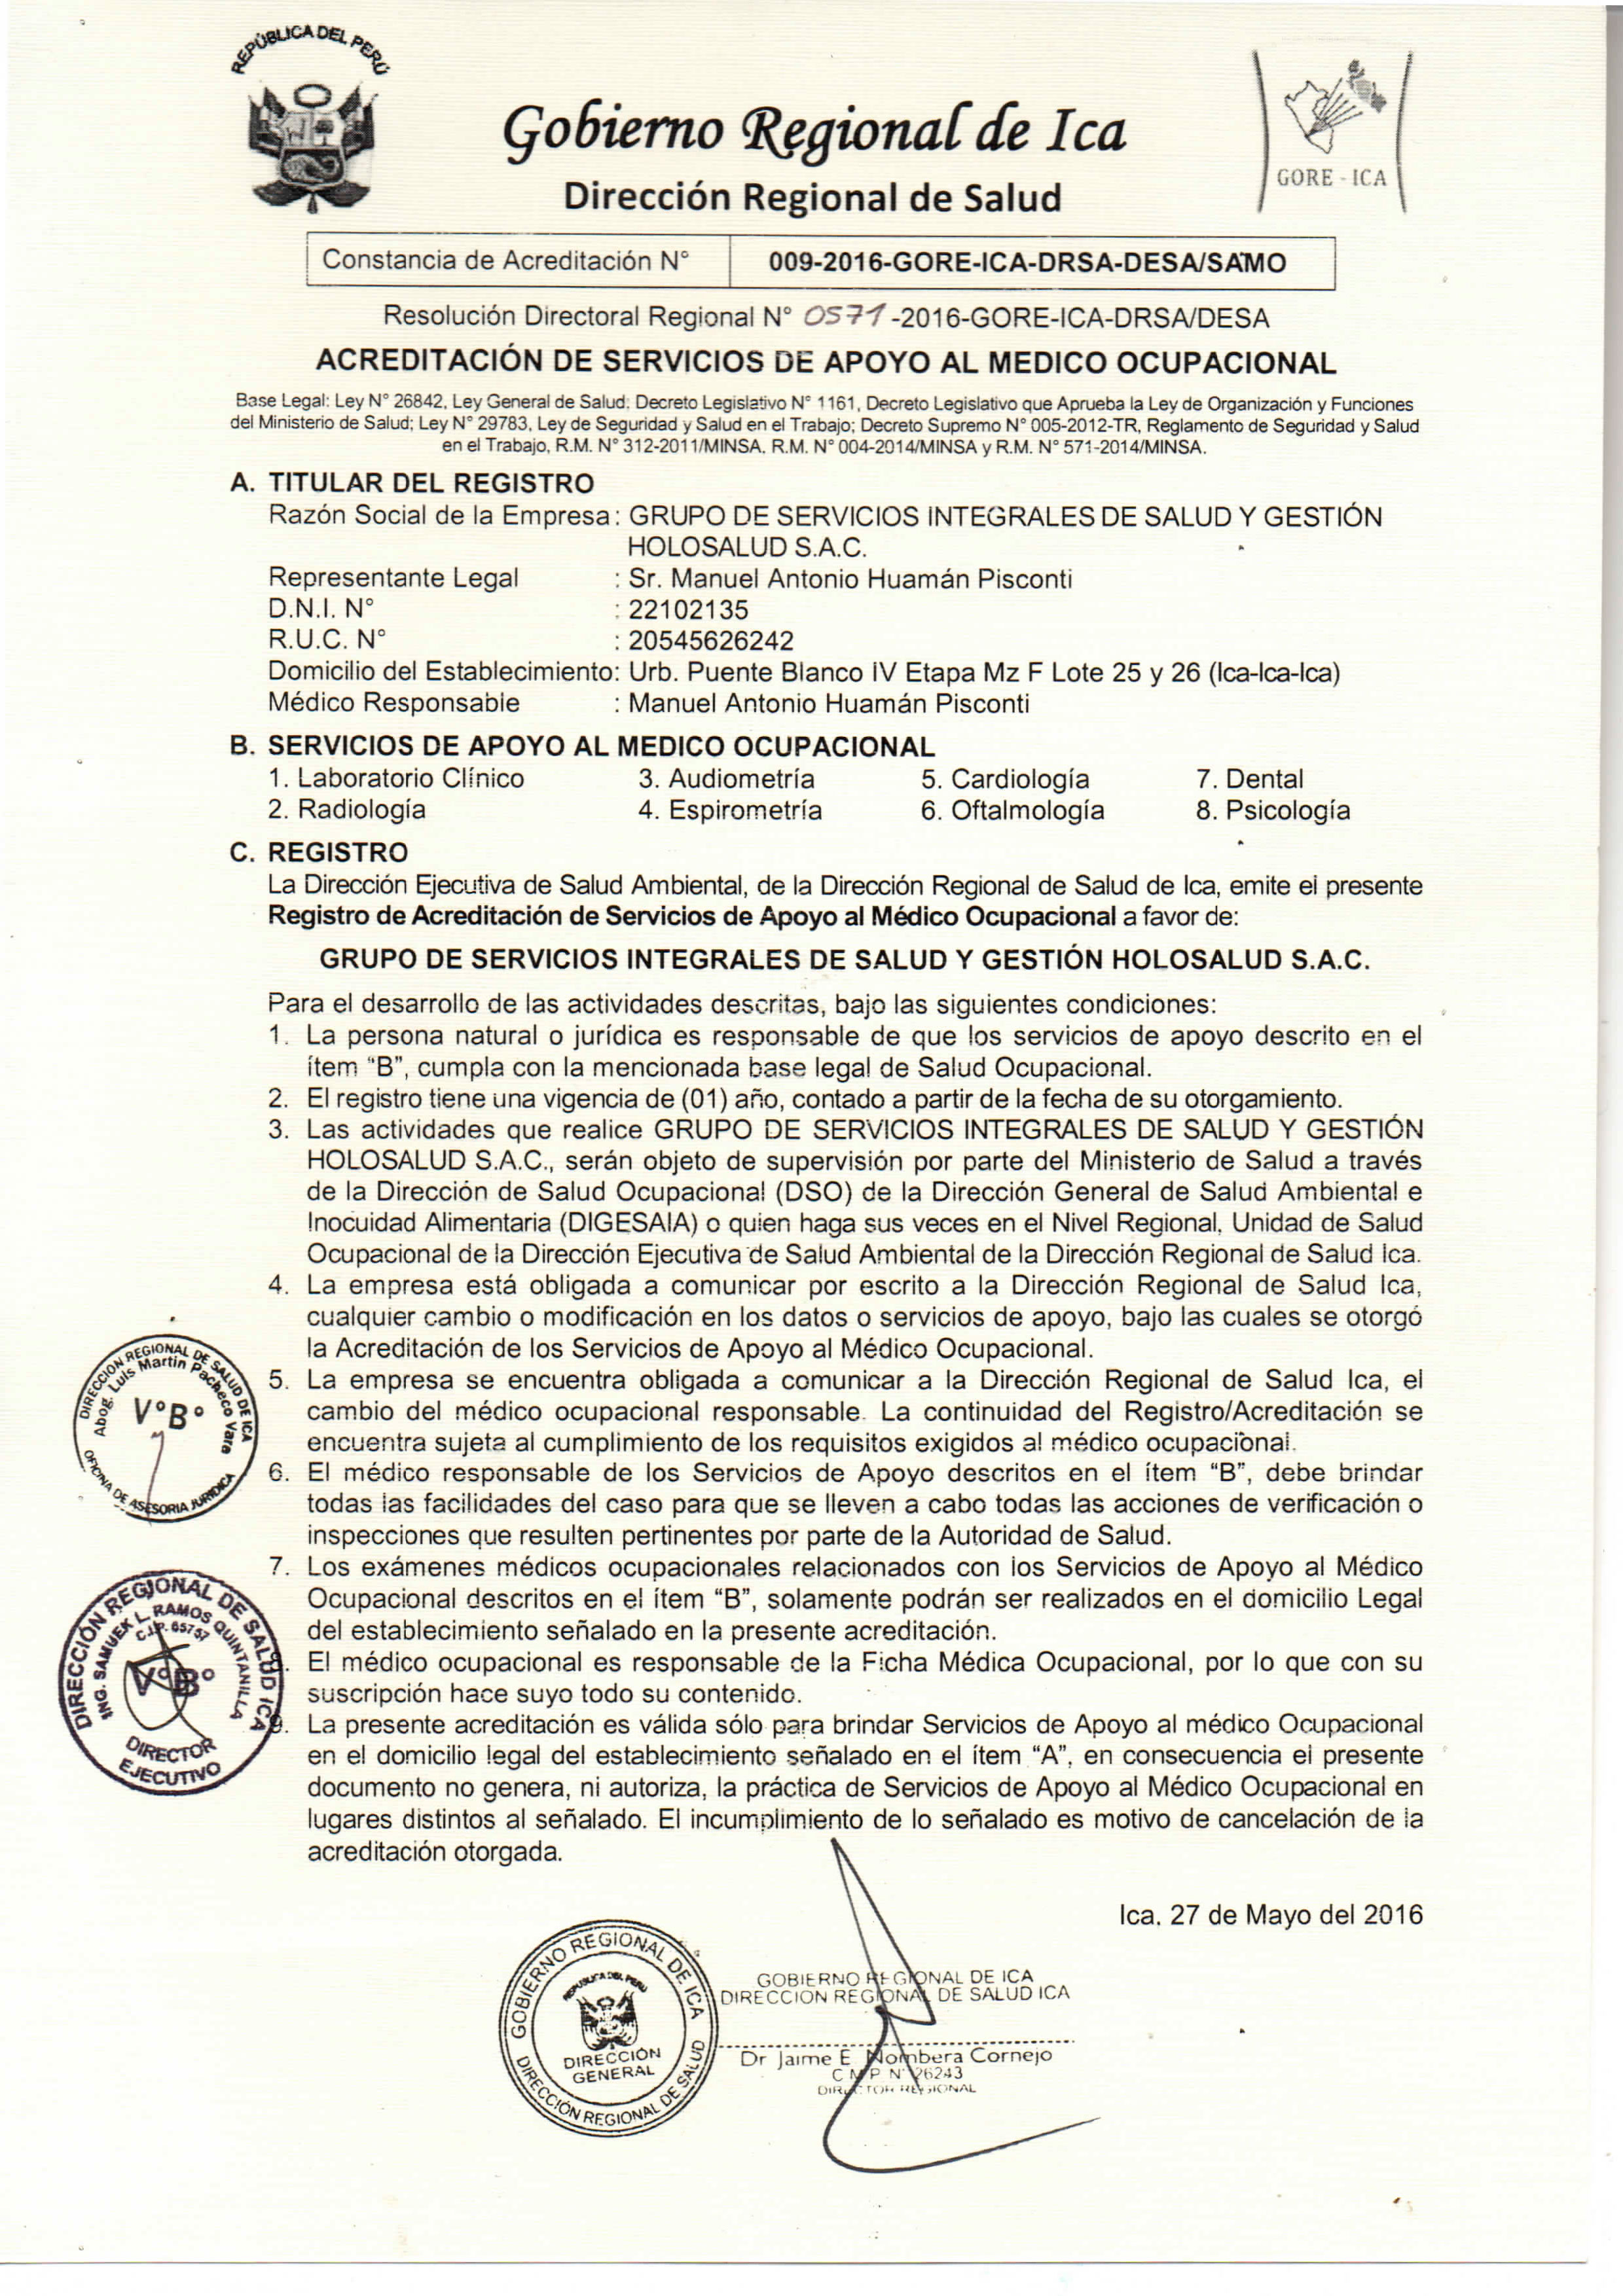 REPÚBLICA DEL PERÚ
Gobierno Regional de Ica
Dirección Regional de Salud
GORE - ICA
Constancia de Acreditación N° 009-2016-GORE-ICA-DRSA-DESA/SAMO
Resolución Directoral Regional N° 0571-2016-GORE-ICA-DRSA/DESA
ACREDITACIÓN DE SERVICIOS DE APOYO AL MEDICO OCUPACIONAL
Base Legal: Ley N° 26842, Ley General de Salud; Decreto Legislativo N° 1161, Decreto Legislativo que Aprueba la Ley de Organización y Funciones
del Ministerio de Salud; Ley N° 29783, Ley de Seguridad y Salud en el Trabajo; Decreto Supremo N° 005-2012-TR, Reglamento de Seguridad y Salud
en el Trabajo, R.M. N° 312-2011/MINSA. R.M. N° 004-2014/MINSA y R.M. N° 571-2014/MINSA.
A. TITULAR DEL REGISTRO
Razón Social de la Empresa: GRUPO DE SERVICIOS INTEGRALES DE SALUD Y GESTIÓN
HOLOSALUD S.A.C.
Representante Legal : Sr. Manuel Antonio Huamán Pisconti
D.N.I. N° : 22102135
R.U.C. N° : 20545626242
Domicilio del Establecimiento: Urb. Puente Blanco IV Etapa Mz F Lote 25 y 26 (Ica-Ica-Ica)
Médico Responsable : Manuel Antonio Huamán Pisconti
B. SERVICIOS DE APOYO AL MEDICO OCUPACIONAL
1. Laboratorio Clínico 3. Audiometría 5. Cardiología 7. Dental
2. Radiología 4. Espirometría 6. Oftalmología 8. Psicología
C. REGISTRO
La Dirección Ejecutiva de Salud Ambiental, de la Dirección Regional de Salud de Ica, emite el presente
Registro de Acreditación de Servicios de Apoyo al Médico Ocupacional a favor de:
GRUPO DE SERVICIOS INTEGRALES DE SALUD Y GESTIÓN HOLOSALUD S.A.C.
Para el desarrollo de las actividades descritas, bajo las siguientes condiciones:
1. La persona natural o jurídica es responsable de que los servicios de apoyo descrito en el
ítem "B", cumpla con la mencionada base legal de Salud Ocupacional.
2. El registro tiene una vigencia de (01) año, contado a partir de la fecha de su otorgamiento.
3. Las actividades que realice GRUPO DE SERVICIOS INTEGRALES DE SALUD Y GESTIÓN
HOLOSALUD S.A.C., serán objeto de supervisión por parte del Ministerio de Salud a través
de la Dirección de Salud Ocupacional (DSO) de la Dirección General de Salud Ambiental e
Inocuidad Alimentaria (DIGESAIA) o quien haga sus veces en el Nivel Regional, Unidad de Salud
Ocupacional de la Dirección Ejecutiva de Salud Ambiental de la Dirección Regional de Salud Ica.
4. La empresa está obligada a comunicar por escrito a la Dirección Regional de Salud Ica,
cualquier cambio o modificación en los datos o servicios de apoyo, bajo las cuales se otorgó
la Acreditación de los Servicios de Apoyo al Médico Ocupacional.
5. La empresa se encuentra obligada a comunicar a la Dirección Regional de Salud Ica, el
cambio del médico ocupacional responsable. La continuidad del Registro/Acreditación se
encuentra sujeta al cumplimiento de los requisitos exigidos al médico ocupacional.
6. El médico responsable de los Servicios de Apoyo descritos en el ítem "B", debe brindar
todas las facilidades del caso para que se lleven a cabo todas las acciones de verificación o
inspecciones que resulten pertinentes por parte de la Autoridad de Salud.
7. Los exámenes médicos ocupacionales relacionados con los Servicios de Apoyo al Médico
Ocupacional descritos en el ítem "B", solamente podrán ser realizados en el domicilio Legal
del establecimiento señalado en la presente acreditación.
8. El médico ocupacional es responsable de la Ficha Médica Ocupacional, por lo que con su
suscripción hace suyo todo su contenido.
9. La presente acreditación es válida sólo para brindar Servicios de Apoyo al médico Ocupacional
en el domicilio legal del establecimiento señalado en el ítem "A", en consecuencia el presente
documento no genera, ni autoriza, la práctica de Servicios de Apoyo al Médico Ocupacional en
lugares distintos al señalado. El incumplimiento de lo señalado es motivo de cancelación de la
acreditación otorgada.
DIRECCION REGIONAL DE SALUD DE ICA
Abog. Luis Martin Pacheco Vara
V°B°
OFICINA DE ASESORIA JURIDICA
DIRECCIÓN REGIONAL DE SALUD ICA
ING. SAMUEK L. RAMOS QUINTANILLA
C.I.P. 65757
V°B°
DIRECTOR
EJECUTIVO
Ica, 27 de Mayo del 2016
GOBIERNO REGIONAL DE ICA
REPUBLICA DEL PERU
DIRECCIÓN
GENERAL
DIRECCIÓN REGIONAL DE SALUD
GOBIERNO REGIONAL DE ICA
DIRECCION REGIONAL DE SALUD ICA
Dr Jaime E. Nombera Cornejo
C M P N° 26243
DIRECTOR REGIONAL